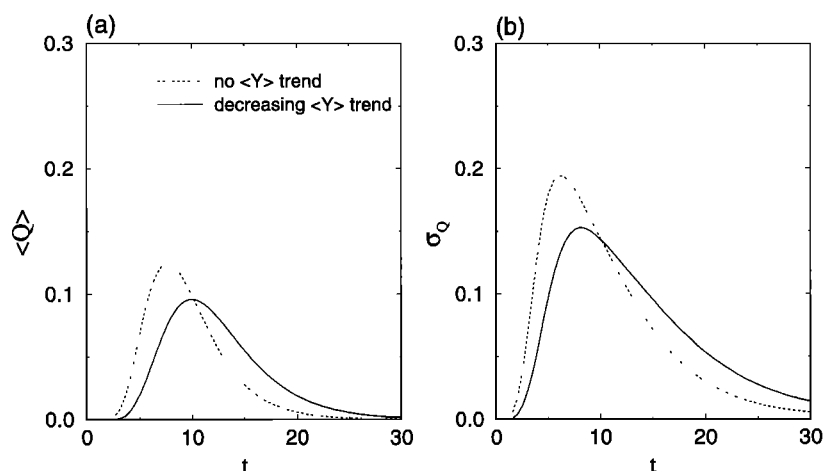 (a)
0.3
0.2
0.1
0.0
<Q>
no <Y> trend
decreasing <Y> trend
0 10 20 30
t
(b)
0.3
0.2
0.1
0.0
σQ
0 10 20 30
t